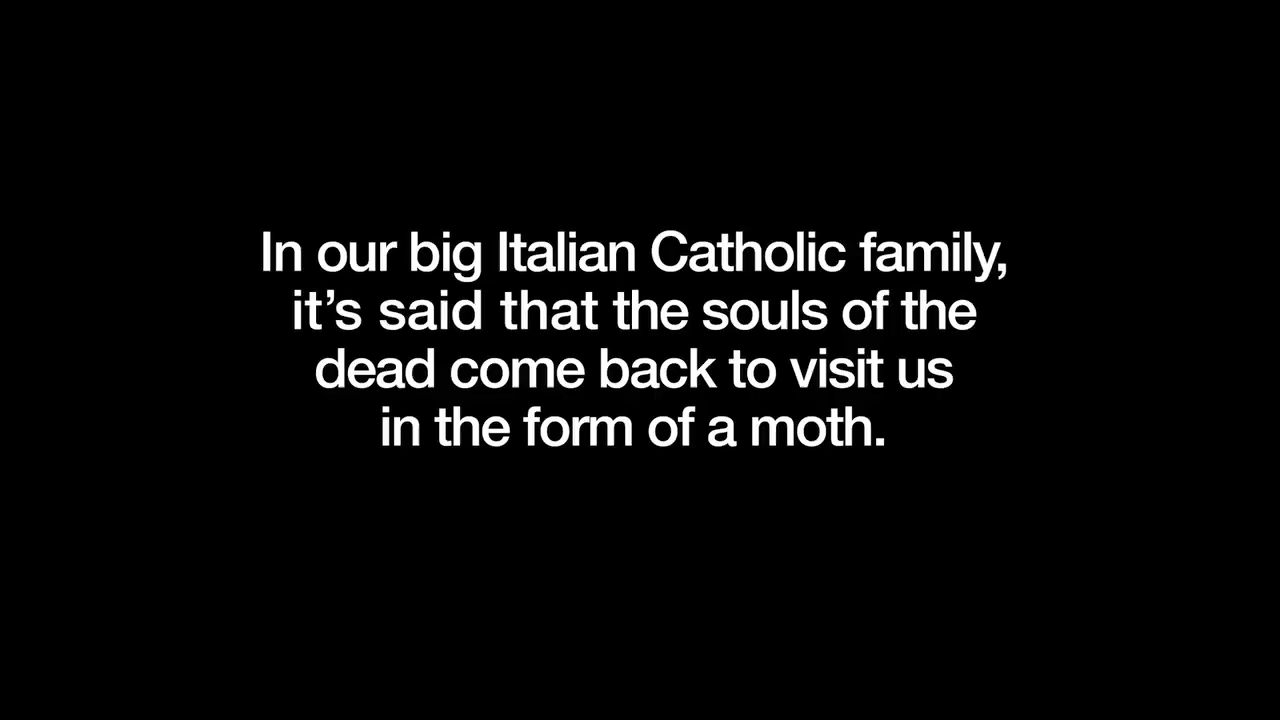 In our big Italian Catholic family,
it’s said that the souls of the
dead come back to visit us
in the form of a moth.